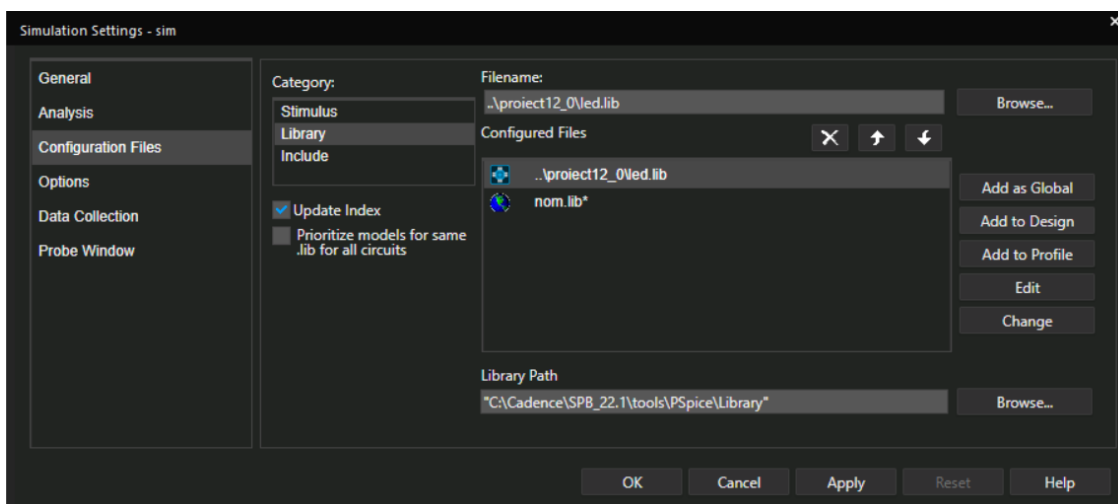 Simulation Settings - sim
General
Analysis
Configuration Files
Options
Data Collection
Probe Window
Category:
Stimulus
Library
Include
Update Index
Prioritize models for same
.lib for all circuits
Filename:
..\proiect12_0\led.lib
Browse...
Configured Files
..\proiect12_0\led.lib
nom.lib*
Add as Global
Add to Design
Add to Profile
Edit
Change
Library Path
"C:\Cadence\SPB_22.1\tools\PSpice\Library"
Browse...
OK
Cancel
Apply
Reset
Help